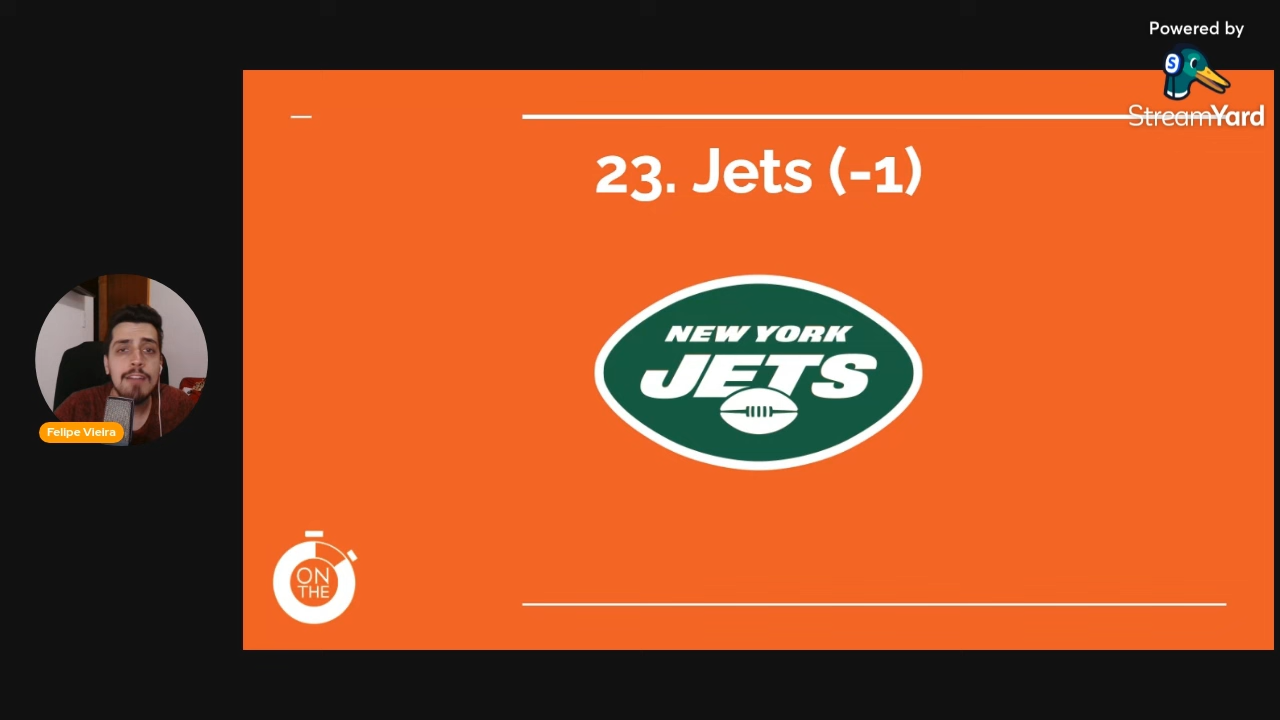 Powered by
S
StreamYard
23. Jets (-1)
NEW YORK
JETS
Felipe Vieira
ON
THE